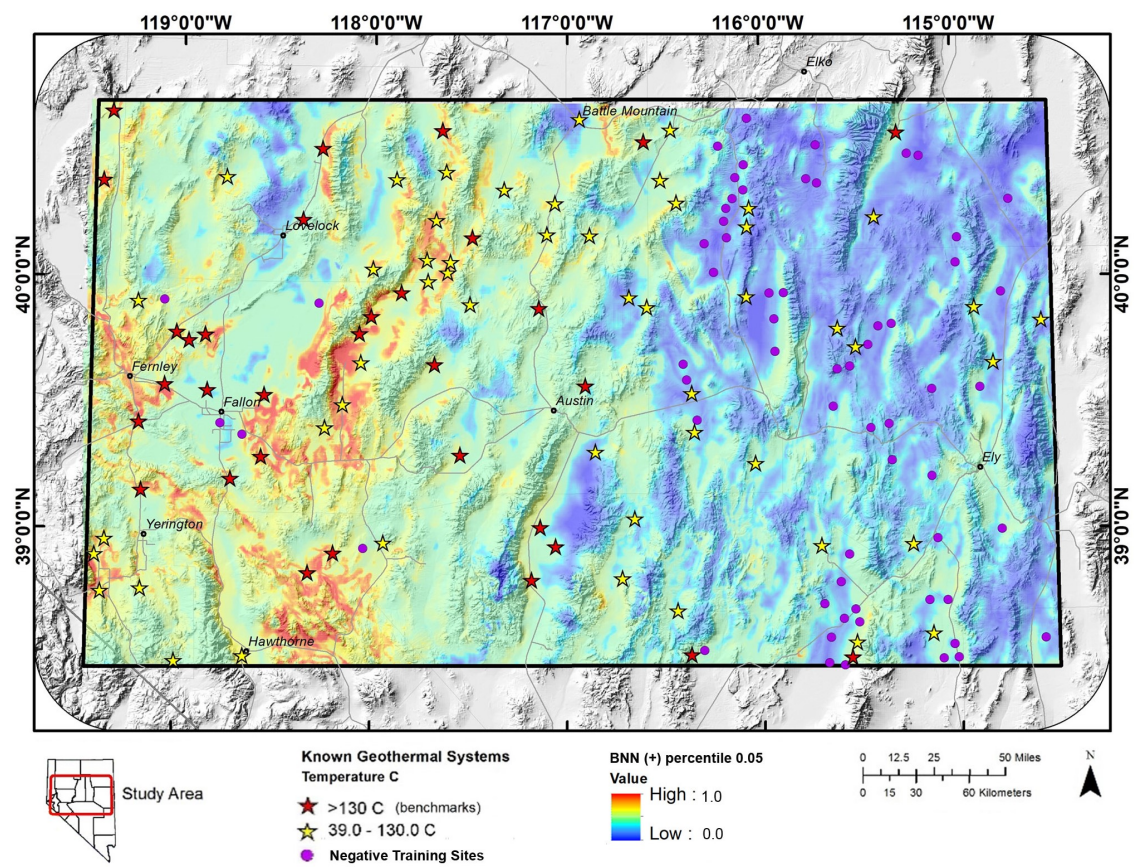 119°0'0"W 118°0'0"W 117°0'0"W 116°0'0"W 115°0'0"W
Elko
Battle Mountain
Lovelock
40°0'0"N 40°0'0"N
Fernley
Fallon
Austin
Ely
39°0'0"N 39°0'0"N
Yerington
Hawthorne
Study Area
Known Geothermal Systems
Temperature C
>130 C (benchmarks)
39.0 - 130.0 C
Negative Training Sites
BNN (+) percentile 0.05
Value
High : 1.0
Low : 0.0
0 12.5 25 50 Miles
0 15 30 60 Kilometers
N